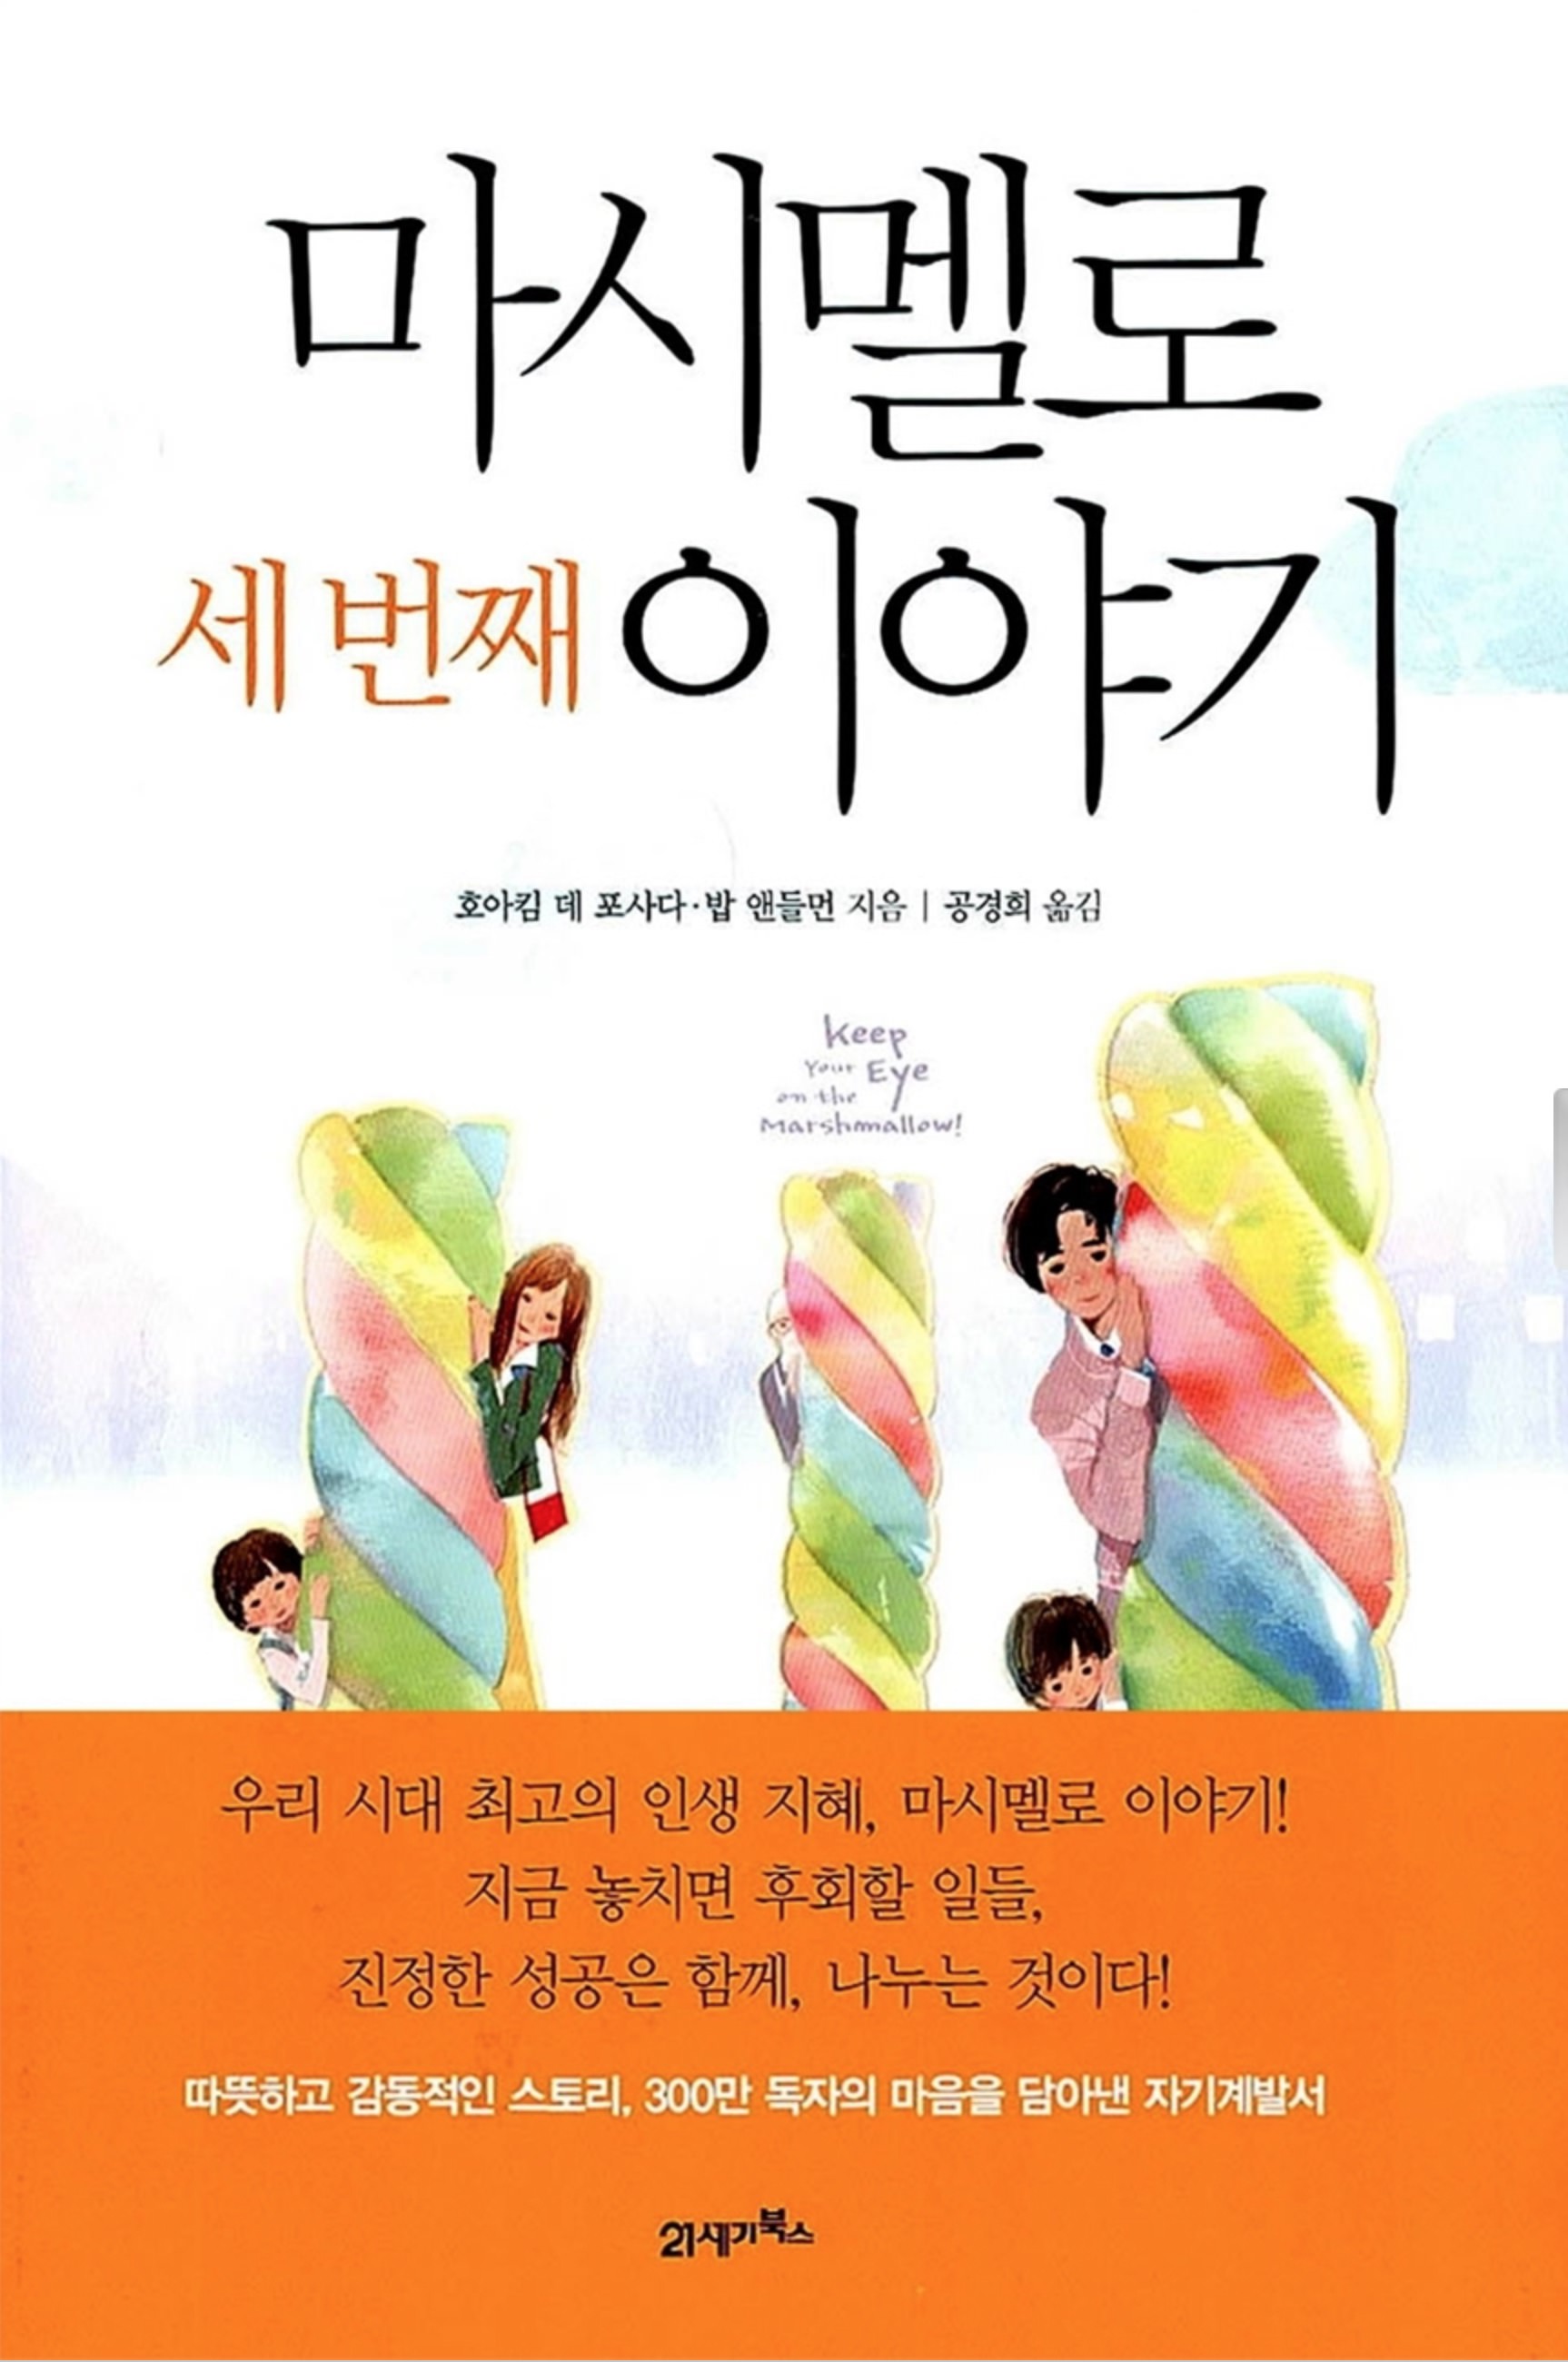 마시멜로
세 번째 이야기
호아킴 데 포사다·밥 앤들먼 지음 | 공경희 옮김
Keep
Your Eye
on the
Marshmallow!
우리 시대 최고의 인생 지혜, 마시멜로 이야기!
지금 놓치면 후회할 일들,
진정한 성공은 함께, 나누는 것이다!
따뜻하고 감동적인 스토리, 300만 독자의 마음을 담아낸 자기계발서
21세기북스